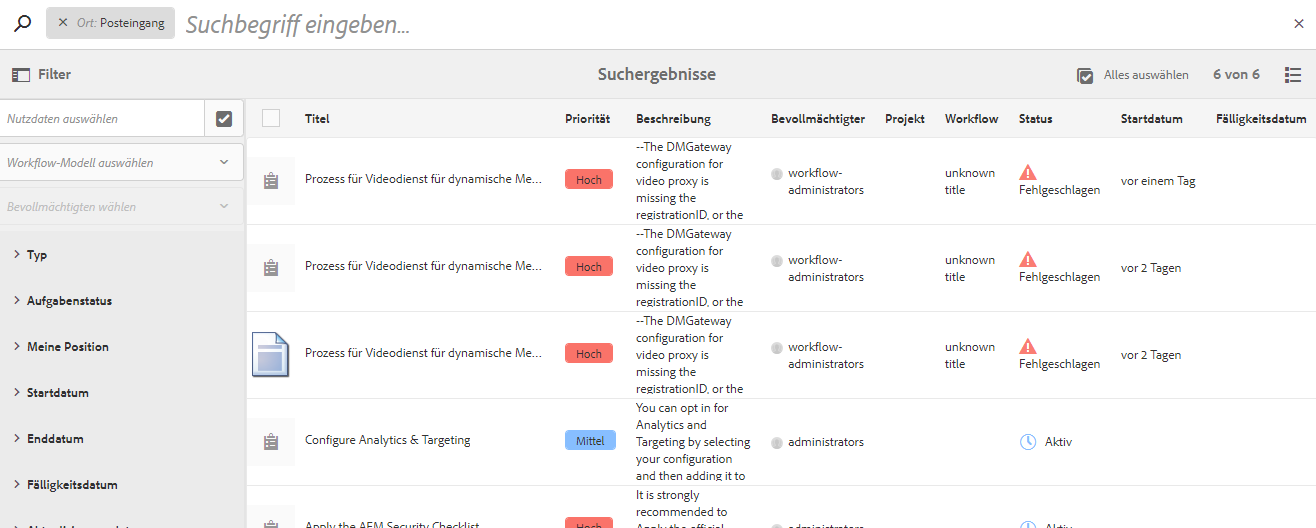 Ort: Posteingang
Suchbegriff eingeben...
Filter
Suchergebnisse
Alles auswählen
6 von 6
Nutzdaten auswählen
Workflow-Modell auswählen
Bevollmächtigten wählen
Typ
Aufgabenstatus
Meine Position
Startdatum
Enddatum
Fälligkeitsdatum
Titel Priorität Beschreibung Bevollmächtigter Projekt Workflow Status Startdatum Fälligkeitsdatum
Prozess für Videodienst für dynamische Me...
Hoch
--The DMGateway
configuration for
video proxy is
missing the
registrationID, or the
workflow-
administrators
unknown
title
Fehlgeschlagen
vor einem Tag
Prozess für Videodienst für dynamische Me...
Hoch
--The DMGateway
configuration for
video proxy is
missing the
registrationID, or the
workflow-
administrators
unknown
title
Fehlgeschlagen
vor 2 Tagen
Prozess für Videodienst für dynamische Me...
Hoch
--The DMGateway
configuration for
video proxy is
missing the
registrationID, or the
workflow-
administrators
unknown
title
Fehlgeschlagen
vor 2 Tagen
Configure Analytics & Targeting
Mittel
You can opt in for
Analytics and
Targeting by selecting
your configuration
and then adding it to
administrators
Aktiv
Apply the AEM Security Checklist
Hoch
It is strongly
recommended to
Apply the official
administrators
Aktiv